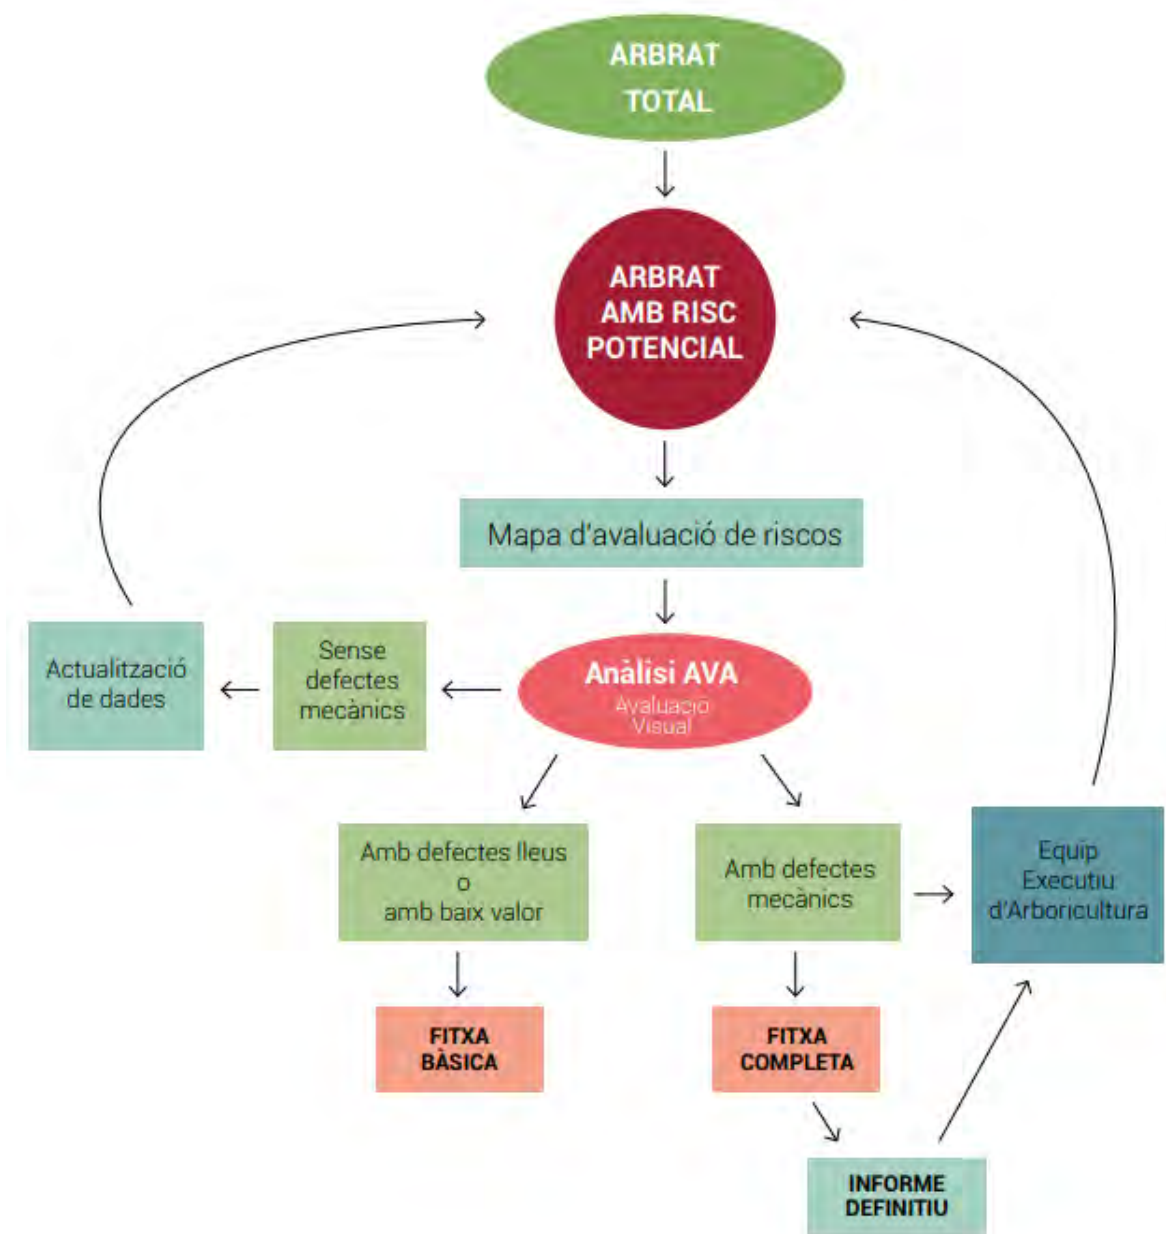 ARBRAT
TOTAL
ARBRAT
AMB RISC
POTENCIAL
Mapa d'avaluació de riscos
Anàlisi AVA
Avaluacio
Visual
Sense
defectes
mecànics
Actualització
de dades
Amb defectes lleus
o
amb baix valor
Amb defectes
mecànics
Equip
Executiu
d'Arboricultura
FITXA
BÀSICA
FITXA
COMPLETA
INFORME
DEFINITIU